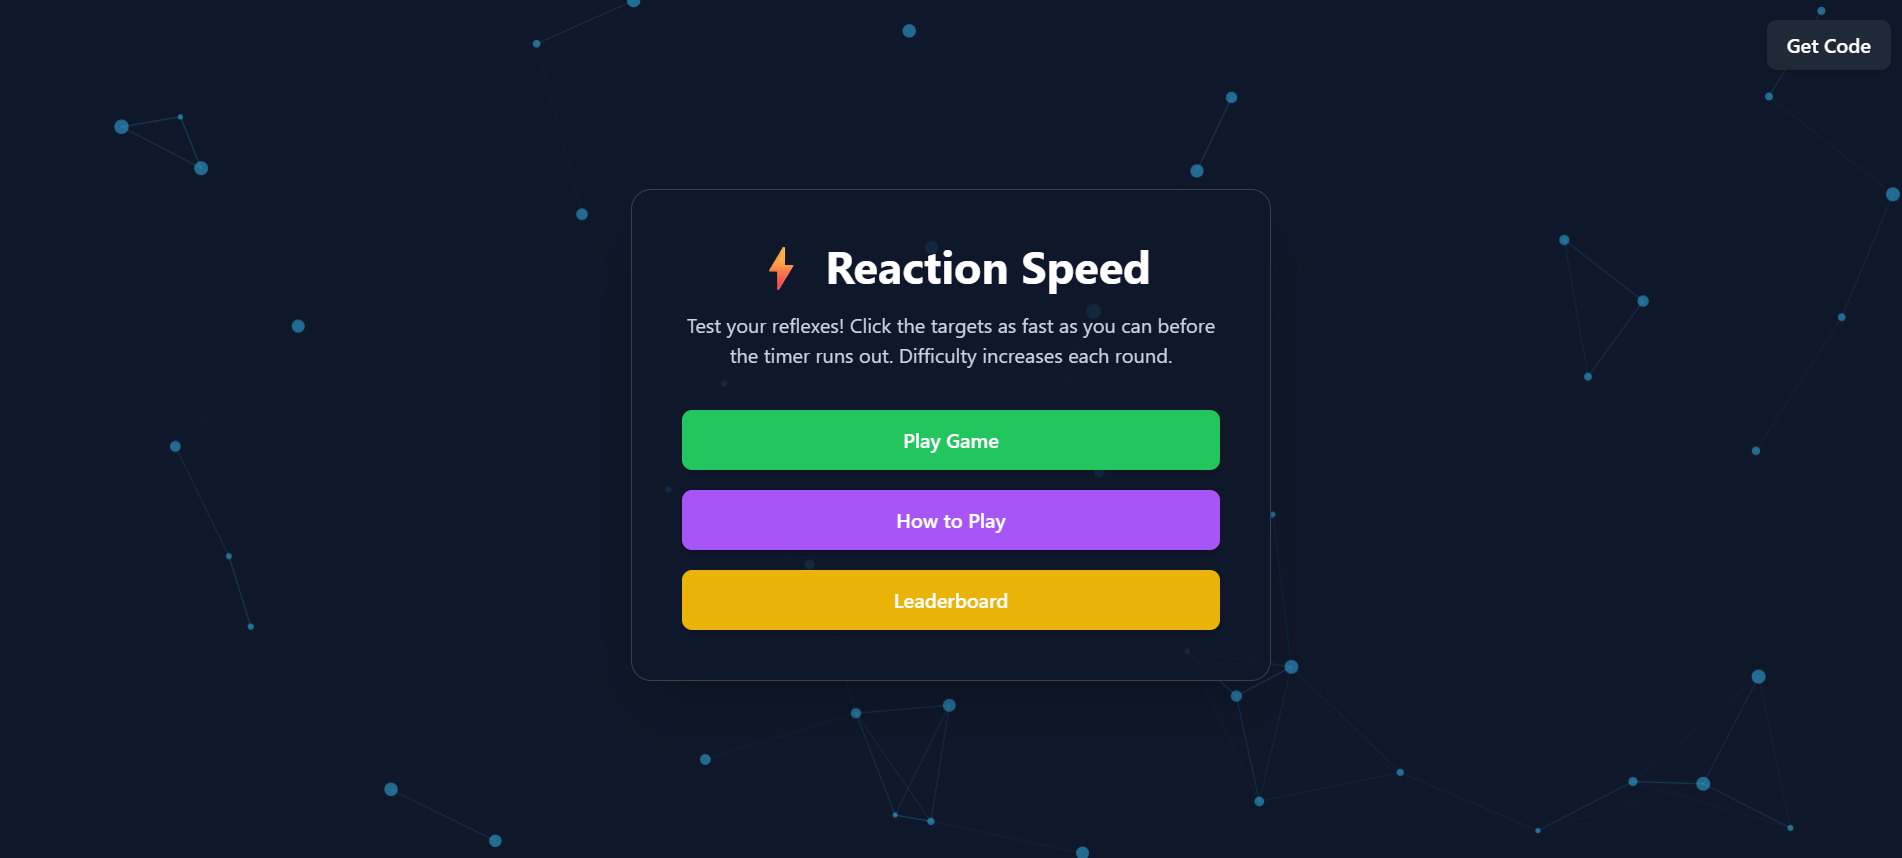 Get Code
Reaction Speed
Test your reflexes! Click the targets as fast as you can before
the timer runs out. Difficulty increases each round.
Play Game
How to Play
Leaderboard